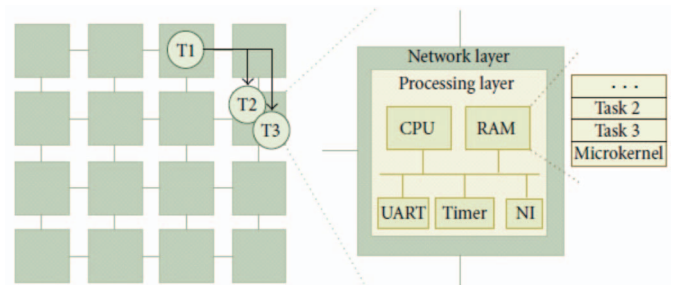 T1
T2
T3
Network layer
Processing layer
CPU
RAM
UART
Timer
NI
...
Task 2
Task 3
Microkernel